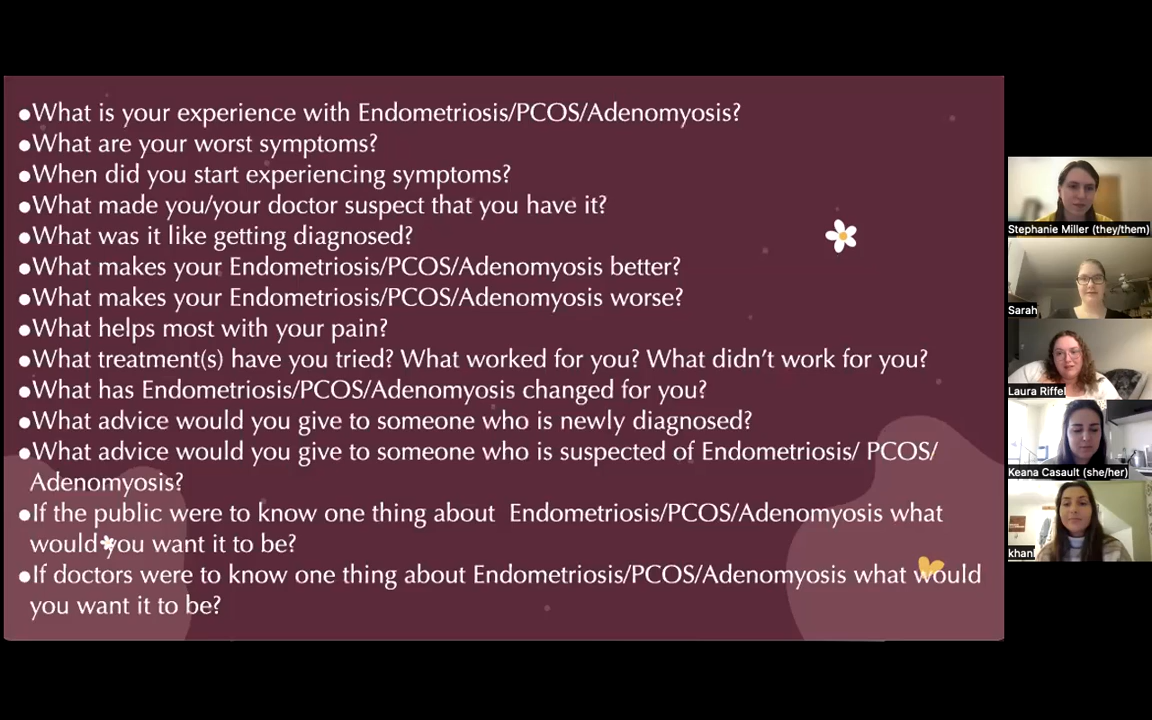 ●What is your experience with Endometriosis/PCOS/Adenomyosis?
●What are your worst symptoms?
●When did you start experiencing symptoms?
●What made you/your doctor suspect that you have it?
●What was it like getting diagnosed?
●What makes your Endometriosis/PCOS/Adenomyosis better?
●What makes your Endometriosis/PCOS/Adenomyosis worse?
●What helps most with your pain?
●What treatment(s) have you tried? What worked for you? What didn't work for you?
●What has Endometriosis/PCOS/Adenomyosis changed for you?
●What advice would you give to someone who is newly diagnosed?
●What advice would you give to someone who is suspected of Endometriosis/ PCOS/
Adenomyosis?
●If the public were to know one thing about Endometriosis/PCOS/Adenomyosis what
would you want it to be?
●If doctors were to know one thing about Endometriosis/PCOS/Adenomyosis what would
you want it to be?
Stephanie Miller (they/them)
Sarah
Laura Riffel
Keana Casault (she/her)
khanl